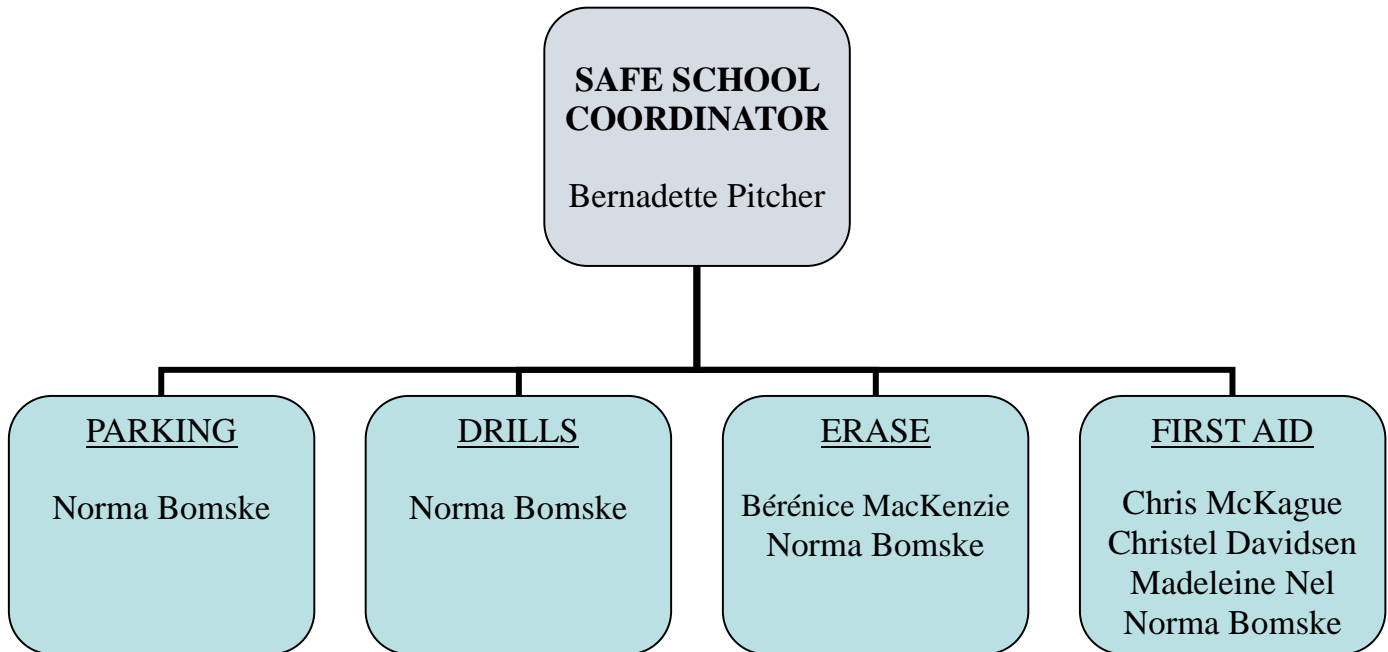 SAFE SCHOOL
COORDINATOR
Bernadette Pitcher
PARKING
Norma Bomske
DRILLS
Norma Bomske
ERASE
Bérénice MacKenzie
Norma Bomske
FIRST AID
Chris McKague
Christel Davidsen
Madeleine Nel
Norma Bomske